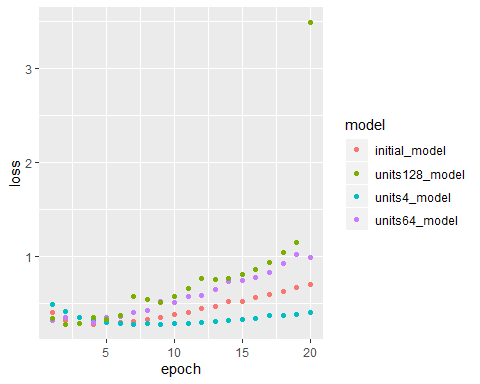 3
2
1
loss
5
10
15
20
epoch
model
initial_model
units128_model
units4_model
units64_model